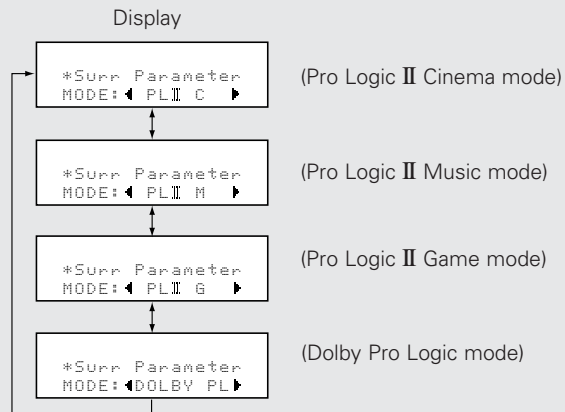 Display
*Surr Parameter
MODE:◀ PLⅡ C ▶
(Pro Logic Ⅱ Cinema mode)
*Surr Parameter
MODE:◀ PLⅡ M ▶
(Pro Logic Ⅱ Music mode)
*Surr Parameter
MODE:◀ PLⅡ G ▶
(Pro Logic Ⅱ Game mode)
*Surr Parameter
MODE:◀DOLBY PL▶
(Dolby Pro Logic mode)